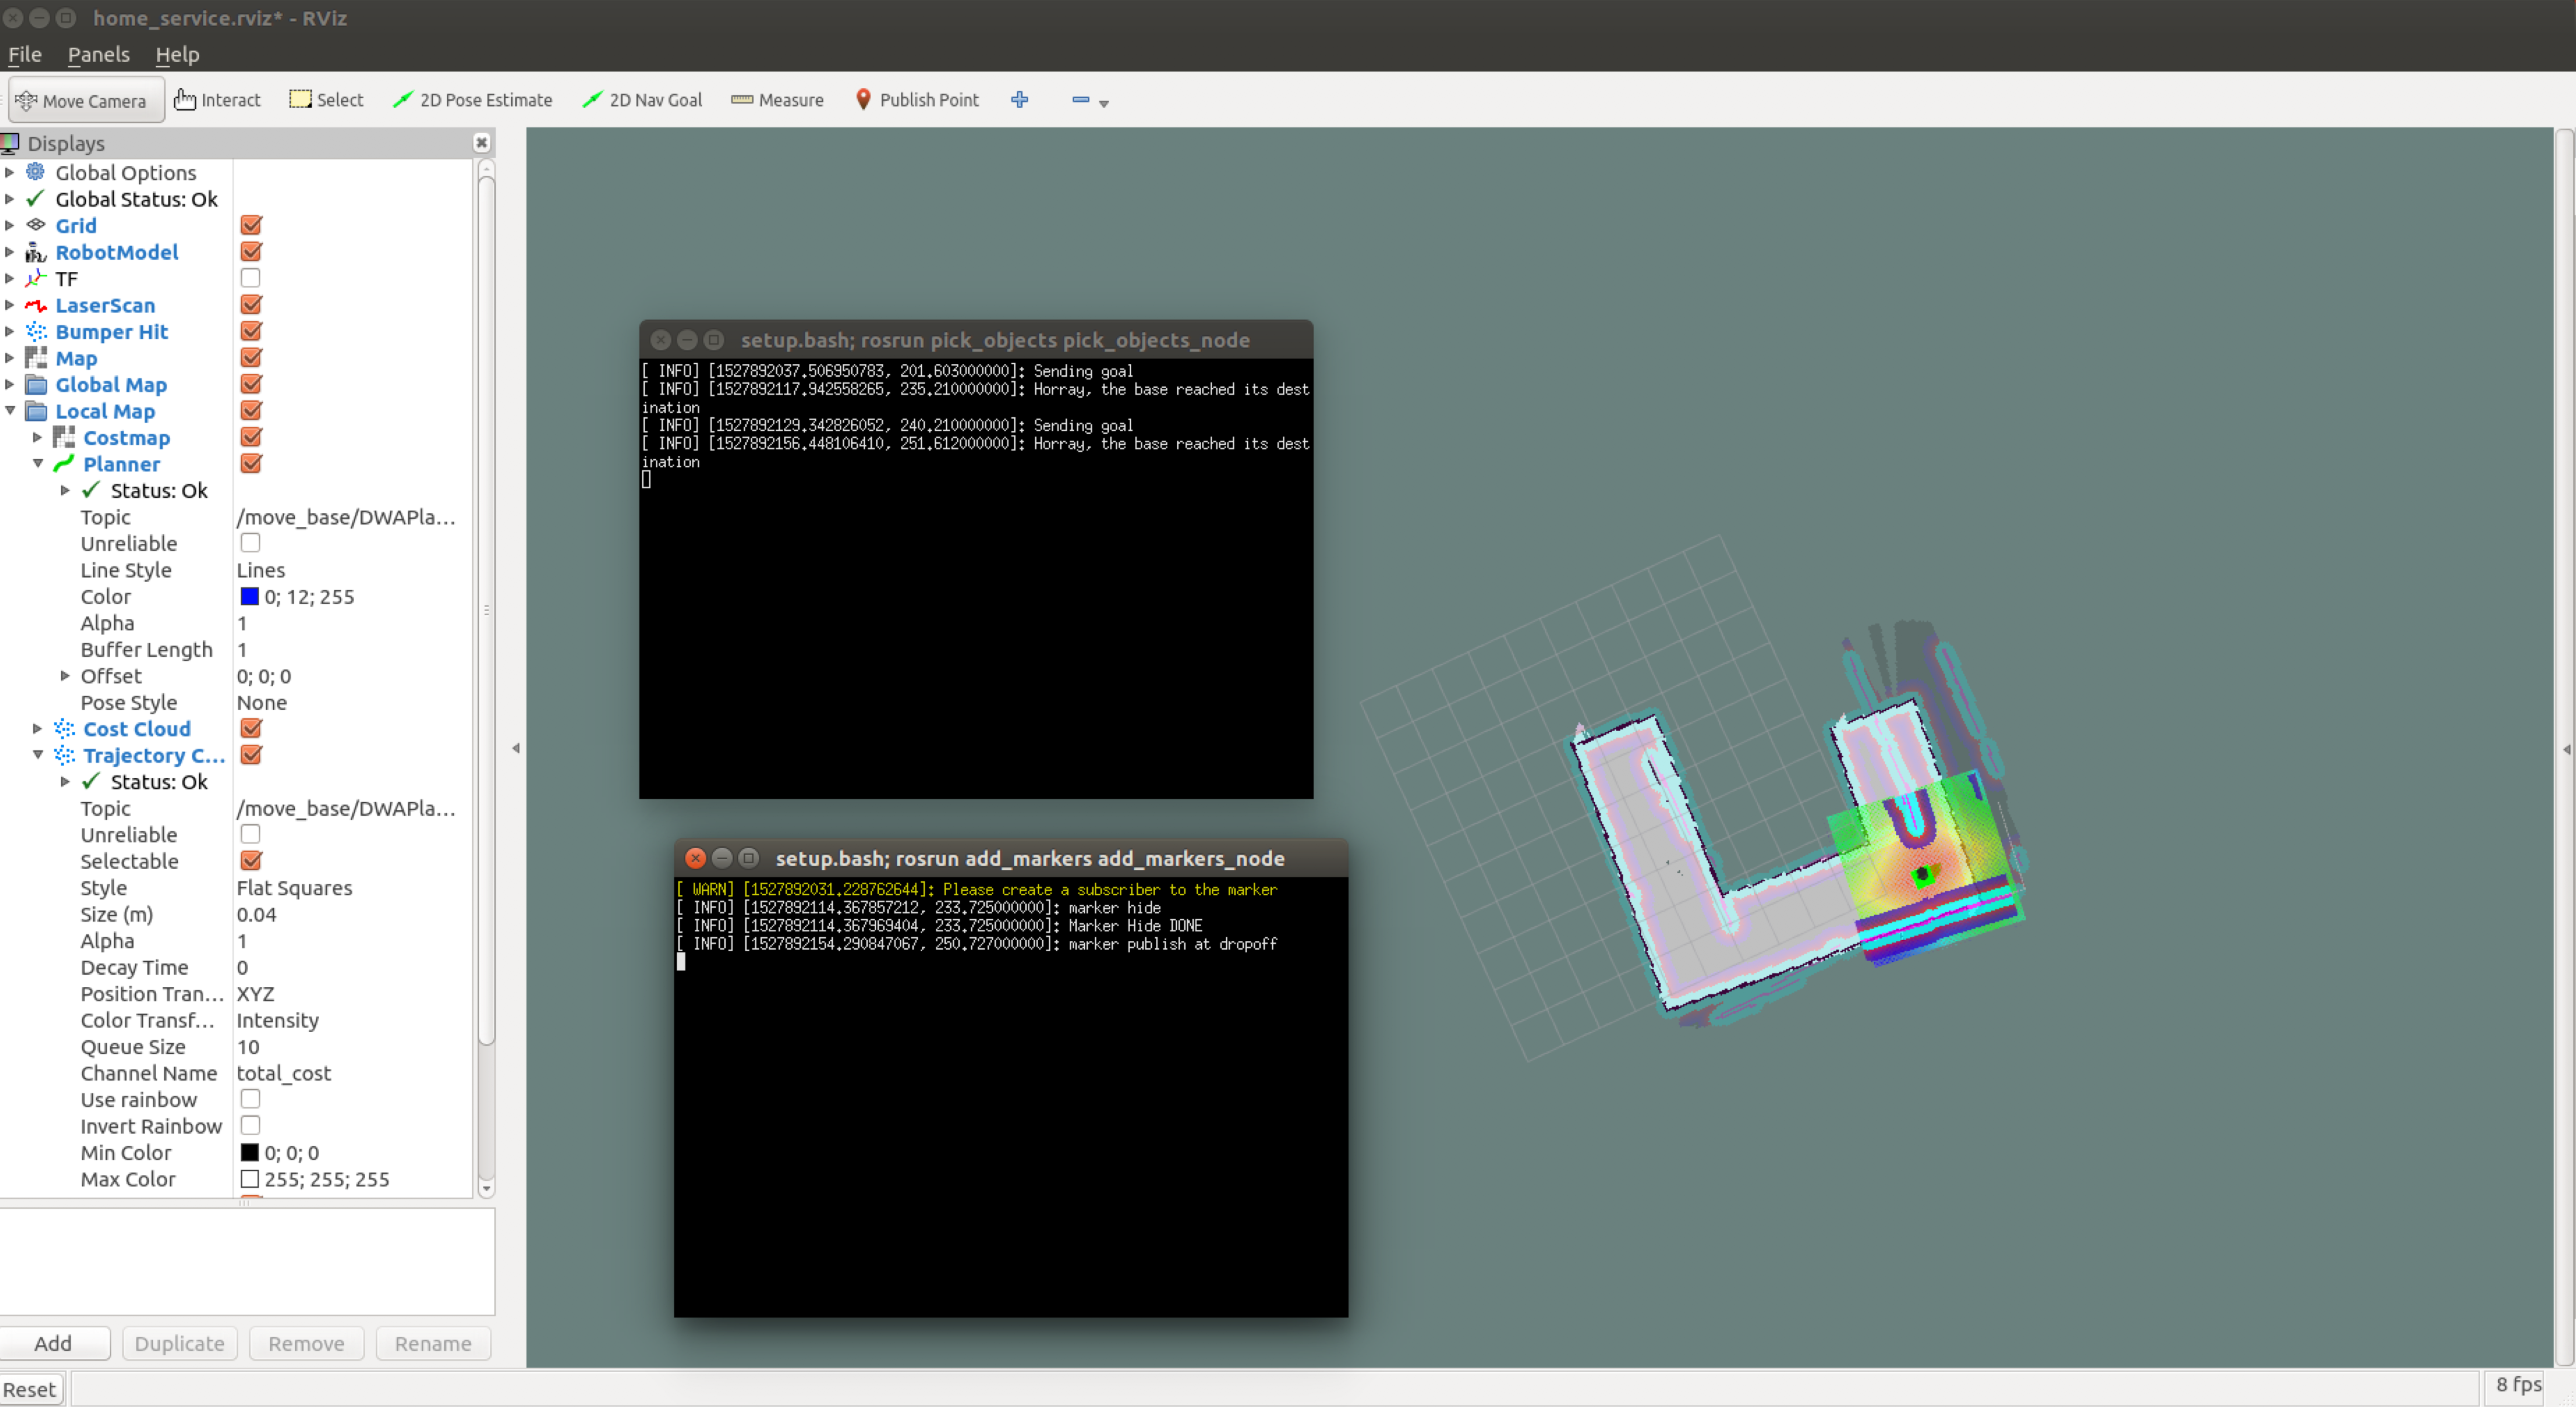 home_service.rviz* - RViz
File Panels Help
Move Camera Interact Select 2D Pose Estimate 2D Nav Goal Measure Publish Point
Displays
Global Options
Global Status: Ok
Grid
RobotModel
TF
LaserScan
Bumper Hit
Map
Global Map
Local Map
Costmap
Planner
Status: Ok
Topic /move_base/DWAPla...
Unreliable
Line Style Lines
Color 0; 12; 255
Alpha 1
Buffer Length 1
Offset 0; 0; 0
Pose Style None
Cost Cloud
Trajectory C...
Status: Ok
Topic /move_base/DWAPla...
Unreliable
Selectable
Style Flat Squares
Size (m) 0.04
Alpha 1
Decay Time 0
Position Tran... XYZ
Color Transf... Intensity
Queue Size 10
Channel Name total_cost
Use rainbow
Invert Rainbow
Min Color 0; 0; 0
Max Color 255; 255; 255
Add Duplicate Remove Rename
Reset
setup.bash; rosrun pick_objects pick_objects_node
[ INFO] [1527892037.506950783, 201.603000000]: Sending goal
[ INFO] [1527892117.942558265, 235.210000000]: Horray, the base reached its dest
ination
[ INFO] [1527892129.342826052, 240.210000000]: Sending goal
[ INFO] [1527892156.448106410, 251.612000000]: Horray, the base reached its dest
ination
setup.bash; rosrun add_markers add_markers_node
[ WARN] [1527892031.228762644]: Please create a subscriber to the marker
[ INFO] [1527892114.367857212, 233.725000000]: marker hide
[ INFO] [1527892114.367969404, 233.725000000]: Marker Hide DONE
[ INFO] [1527892154.290847067, 250.727000000]: marker publish at dropoff
8 fps